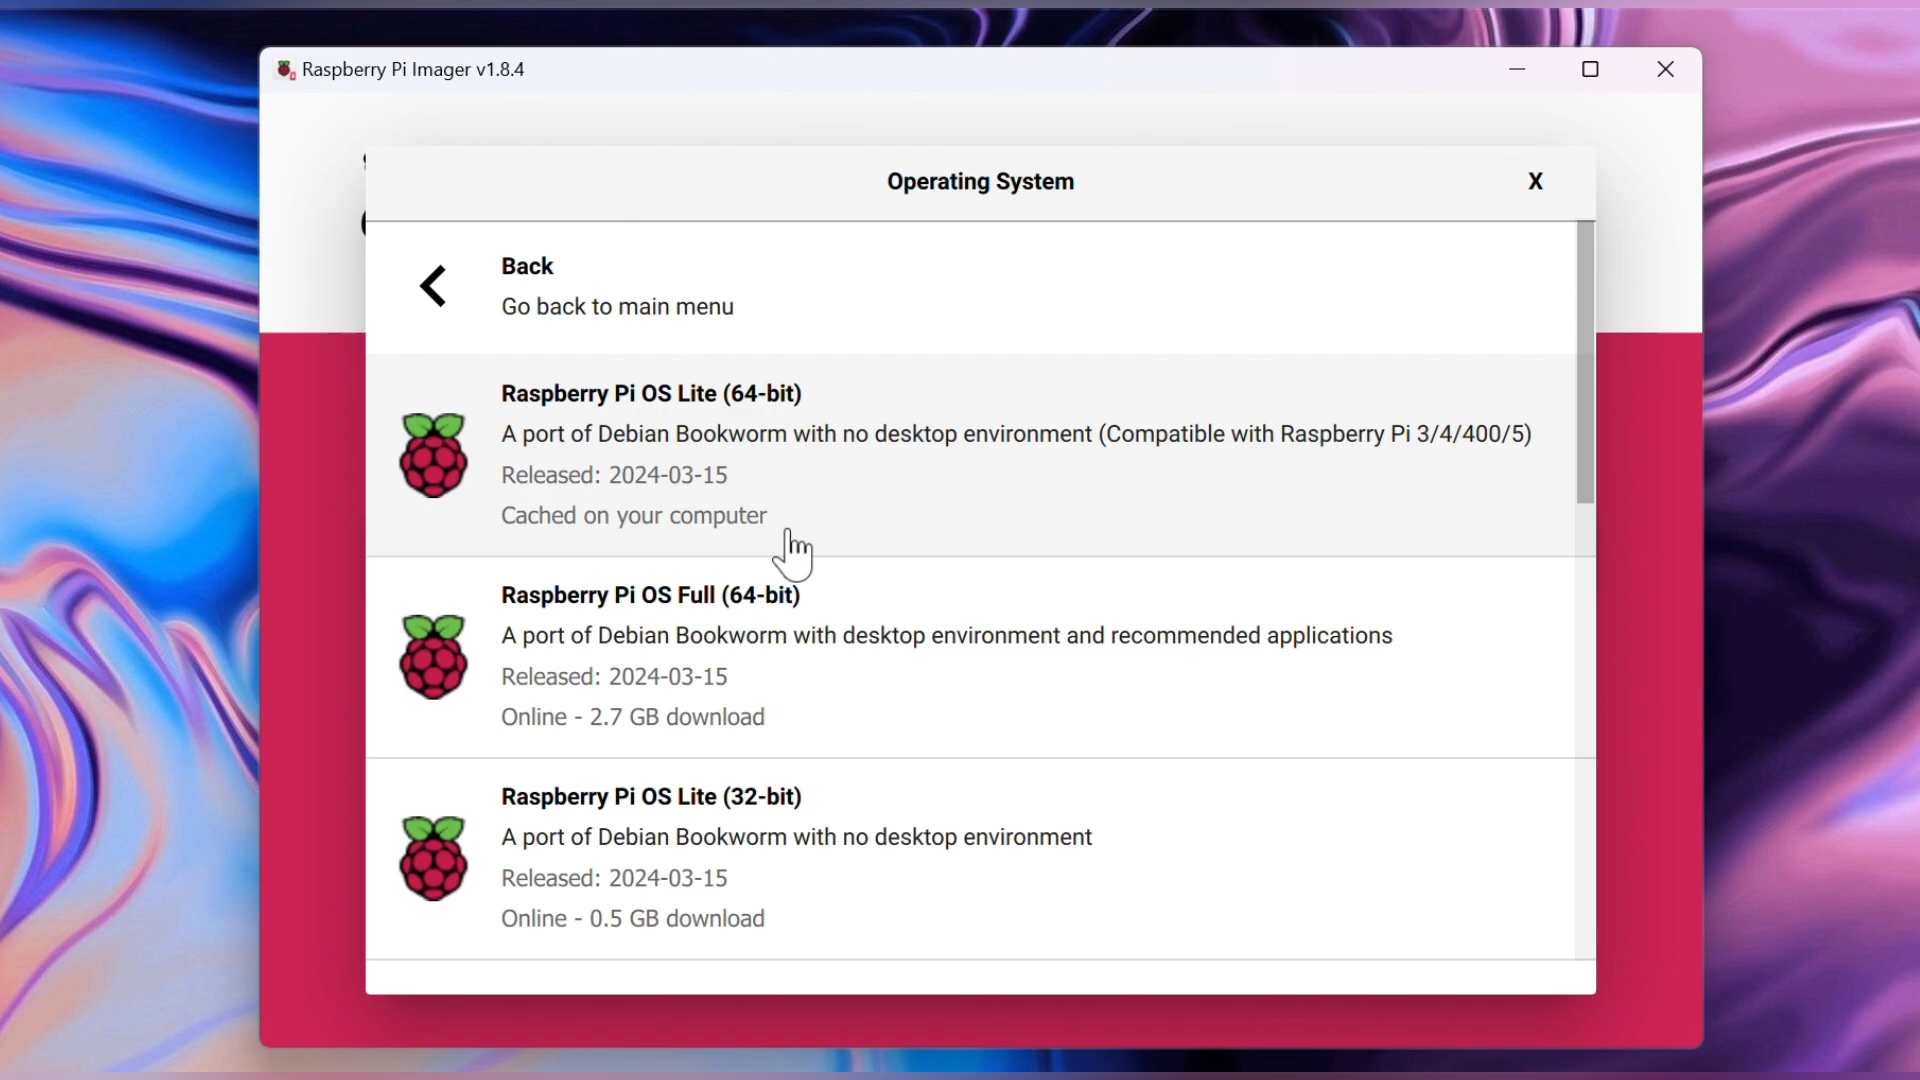 Raspberry Pi Imager v1.8.4
Operating System
X
Back
Go back to main menu
Raspberry Pi OS Lite (64-bit)
A port of Debian Bookworm with no desktop environment (Compatible with Raspberry Pi 3/4/400/5)
Released: 2024-03-15
Cached on your computer
Raspberry Pi OS Full (64-bit)
A port of Debian Bookworm with desktop environment and recommended applications
Released: 2024-03-15
Online - 2.7 GB download
Raspberry Pi OS Lite (32-bit)
A port of Debian Bookworm with no desktop environment
Released: 2024-03-15
Online - 0.5 GB download